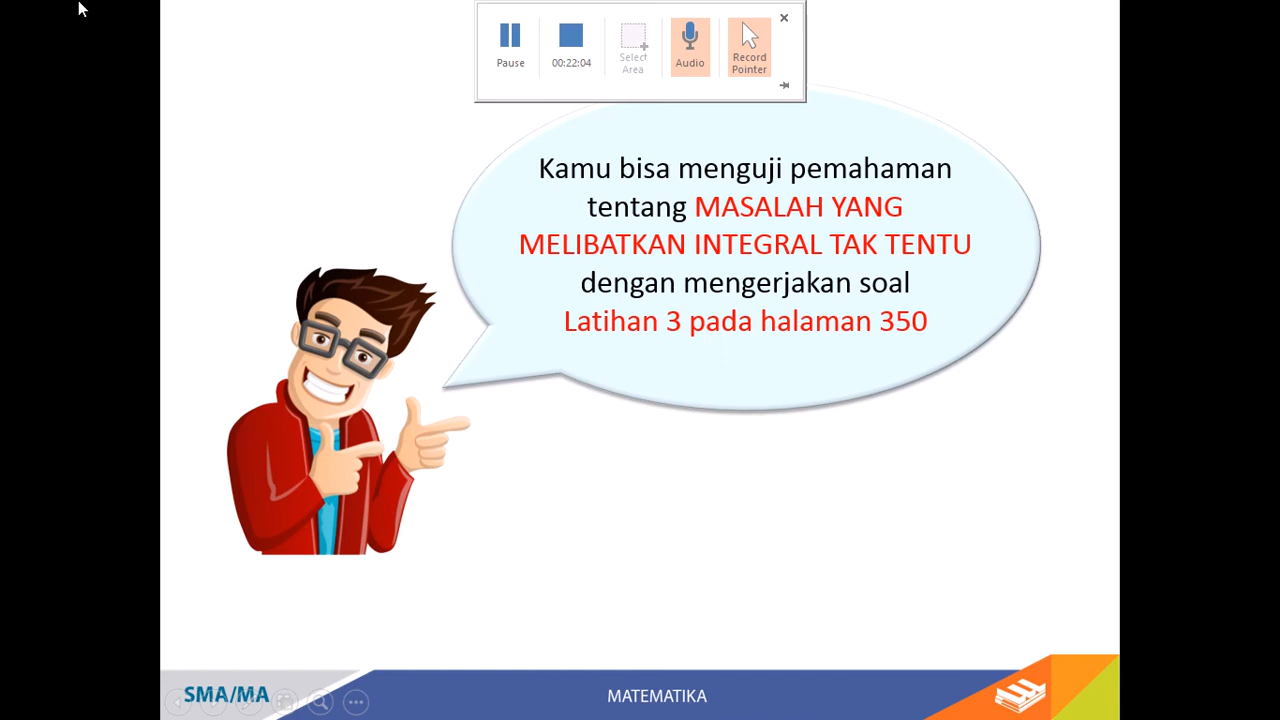 Pause
00:22:04
Select
Area
Audio
Record
Pointer
Kamu bisa menguji pemahaman
tentang MASALAH YANG
MELIBATKAN INTEGRAL TAK TENTU
dengan mengerjakan soal
Latihan 3 pada halaman 350
SMA/MA
MATEMATIKA